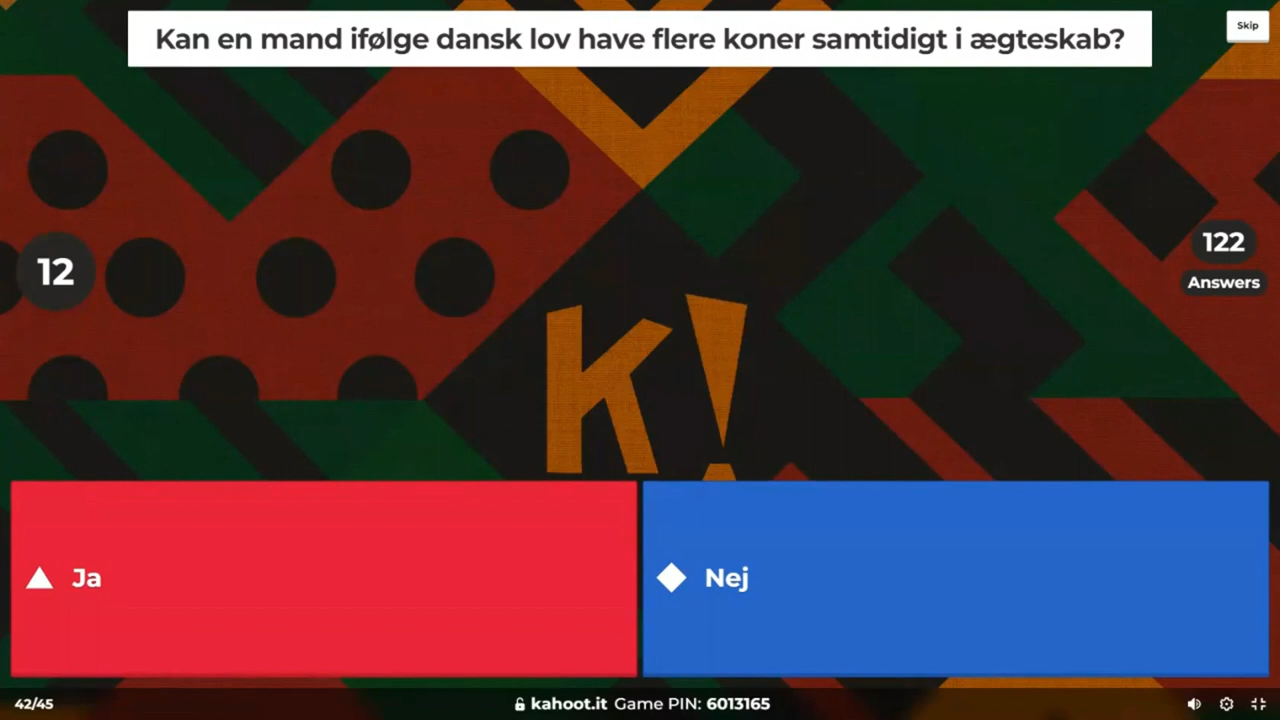 Kan en mand ifølge dansk lov have flere koner samtidigt i ægteskab?
Skip
12
122
Answers
K!
Ja
Nej
42/45
kahoot.it Game PIN: 6013165